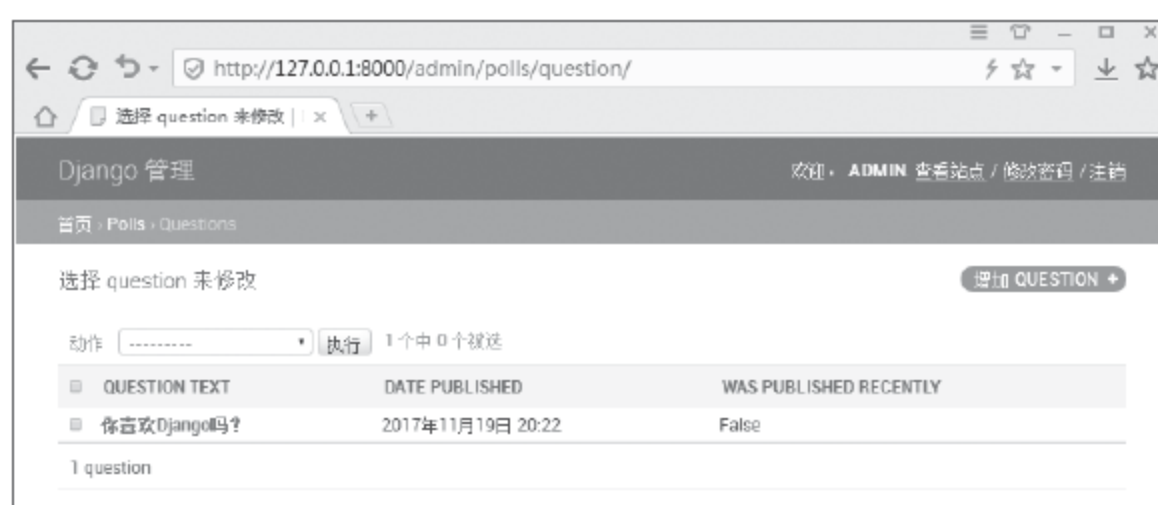 http://127.0.0.1:8000/admin/polls/question/
选择 question 来修改 |
Django 管理
欢迎， ADMIN 查看站点 / 修改密码 / 注销
首页 › Polls › Questions
选择 question 来修改
增加 QUESTION +
动作 --------- 执行 1 个中 0 个被选
QUESTION TEXT DATE PUBLISHED WAS PUBLISHED RECENTLY
你喜欢Django吗? 2017年11月19日 20:22 False
1 question